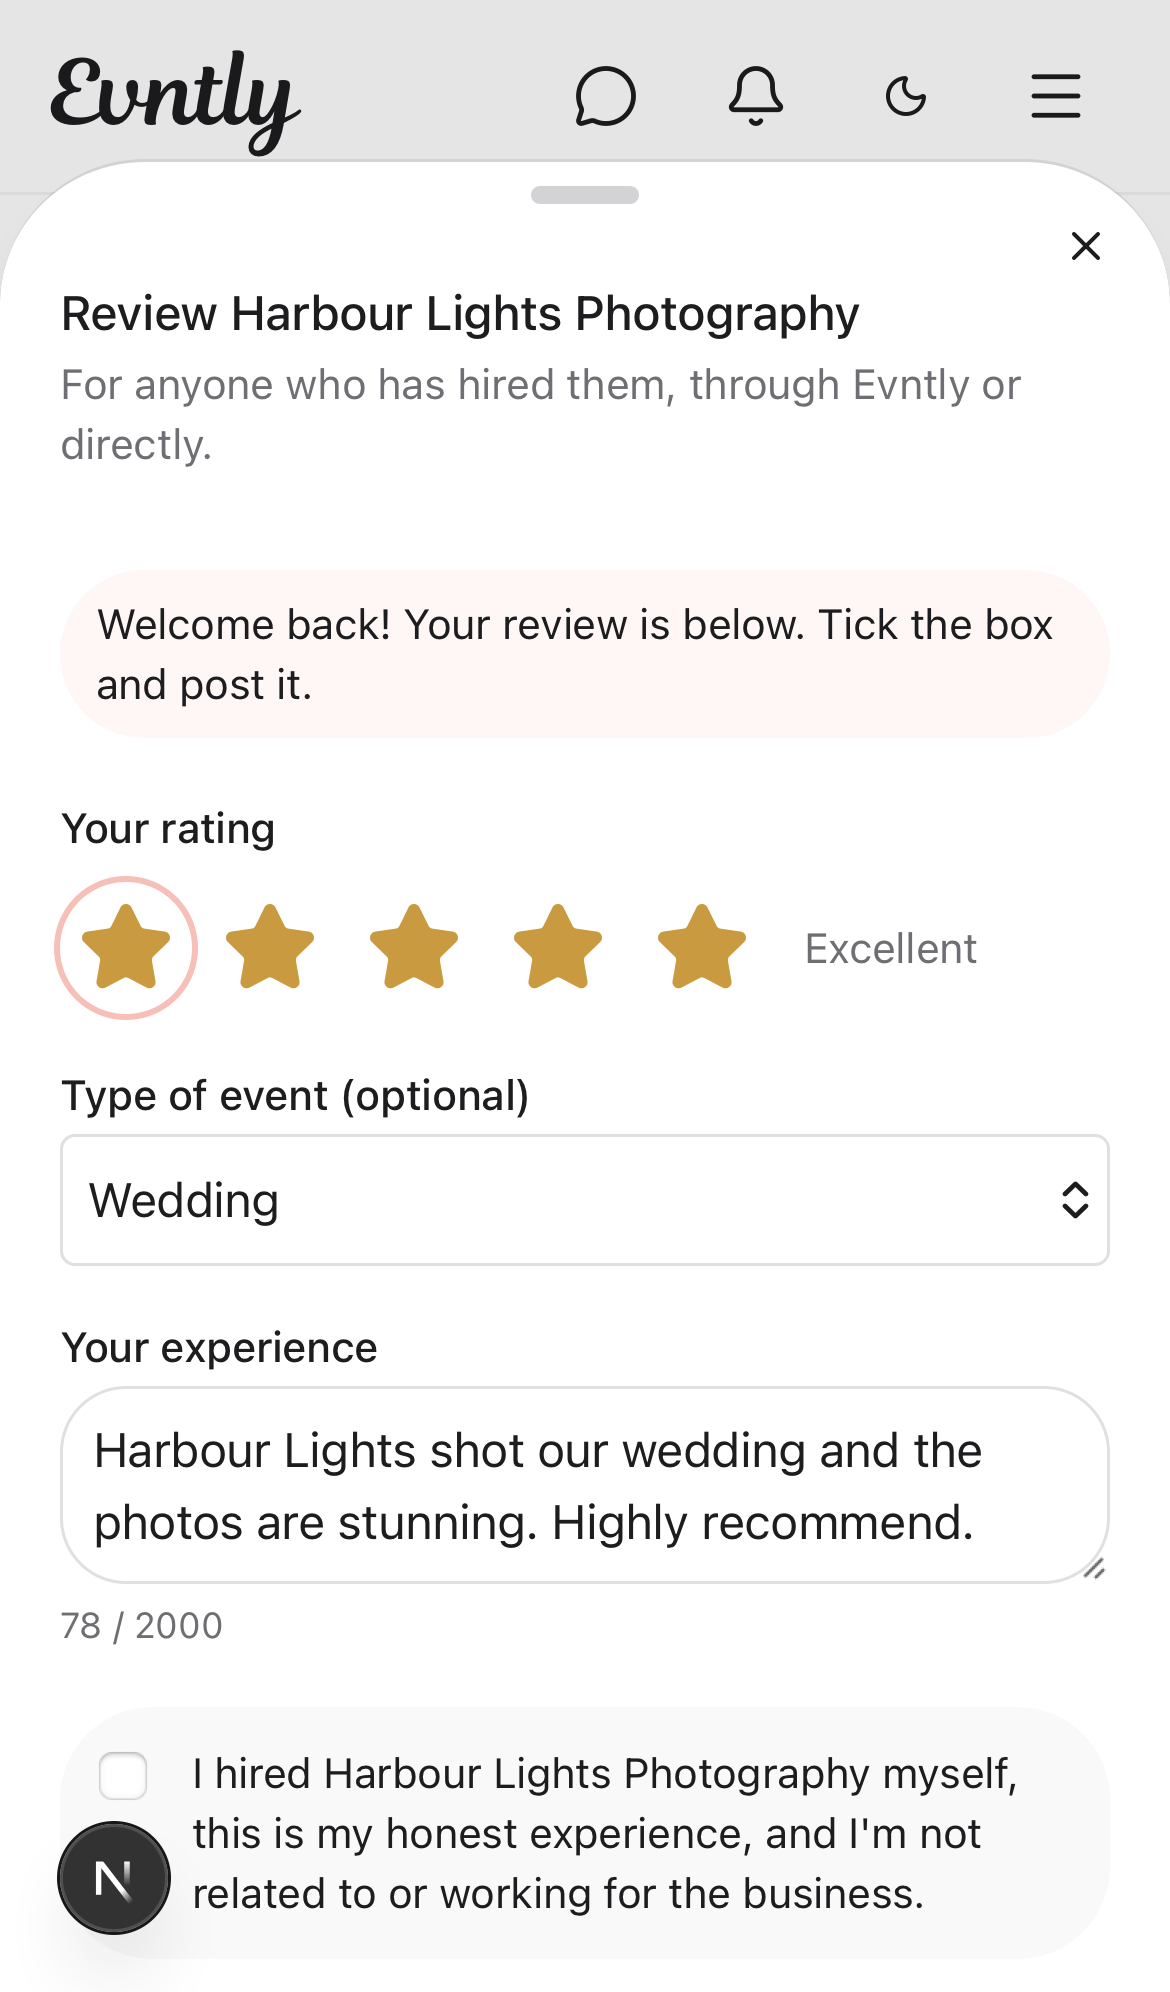 Evntly
Review Harbour Lights Photography
For anyone who has hired them, through Evntly or
directly.
Welcome back! Your review is below. Tick the box
and post it.
Your rating
Excellent
Type of event (optional)
Wedding
Your experience
Harbour Lights shot our wedding and the
photos are stunning. Highly recommend.
78 / 2000
I hired Harbour Lights Photography myself,
this is my honest experience, and I'm not
related to or working for the business.
N